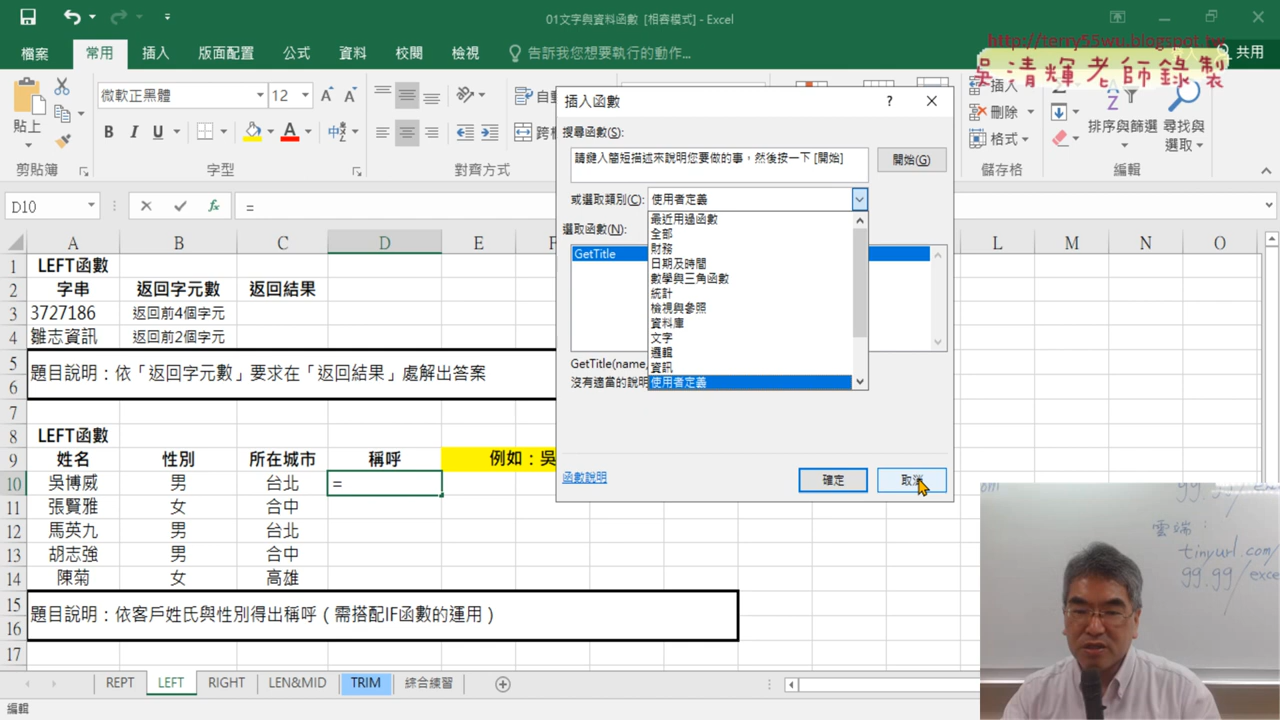 01文字與資料函數 [相容模式] - Excel
http://terry55wu.blogspot.tw
吳清輝老師錄製
檔案 常用 插入 版面配置 公式 資料 校閱 檢視 告訴我您想要執行的動作... 共用
貼上 微軟正黑體 12 插入
B I U A 中 刪除 排序與篩選 尋找與選取
格式
剪貼簿 字型 對齊方式 儲存格 編輯
D10 fx =
插入函數 ?
搜尋函數(S):
請鍵入簡短描述來說明您要做的事，然後按一下 [開始]
開始(G)
或選取類別(C): 使用者定義
最近用過函數
全部
財務
日期及時間
數學與三角函數
統計
檢視與參照
資料庫
文字
邏輯
資訊
使用者定義
選取函數(N):
GetTitle
GetTitle(name,
沒有適當的說明
函數說明 確定 取消
A B C D E F L M N O
1 LEFT函數
2 字串 返回字元數 返回結果
3 3727186 返回前4個字元
4 雛志資訊 返回前2個字元
5 題目說明：依「返回字元數」要求在「返回結果」處解出答案
6
7
8 LEFT函數
9 姓名 性別 所在城市 稱呼 例如：吳
10 吳博威 男 台北 =
11 張賢雅 女 台中
12 馬英九 男 台北
13 胡志強 男 台中
14 陳菊 女 高雄
15 題目說明：依客戶姓氏與性別得出稱呼（需搭配IF函數的運用）
16
17
REPT LEFT RIGHT LEN&MID TRIM 綜合練習
編輯
雲端：
tinyurl.com/
gg.gg/exce